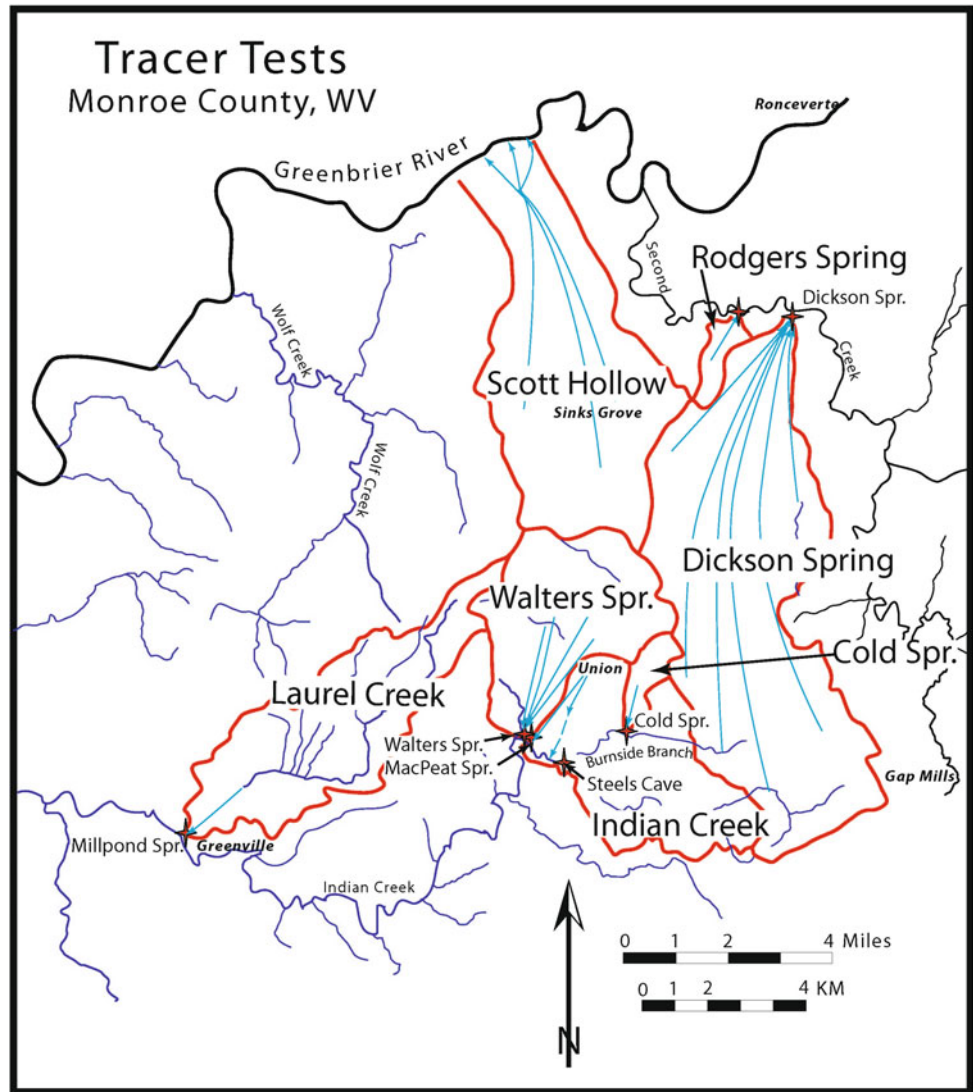 Tracer Tests
Monroe County, WV
Ronceverte
Greenbrier River
Second
Creek
Rodgers Spring
Dickson Spr.
Wolf Creek
Scott Hollow
Sinks Grove
Wolf Creek
Dickson Spring
Walters Spr.
Union
Cold Spr.
Laurel Creek
Cold Spr.
Walters Spr.
MacPeat Spr.
Burnside Branch
Steels Cave
Gap Mills
Indian Creek
Millpond Spr.
Greenville
Indian Creek
0 1 2 4 Miles
0 1 2 4 KM
N